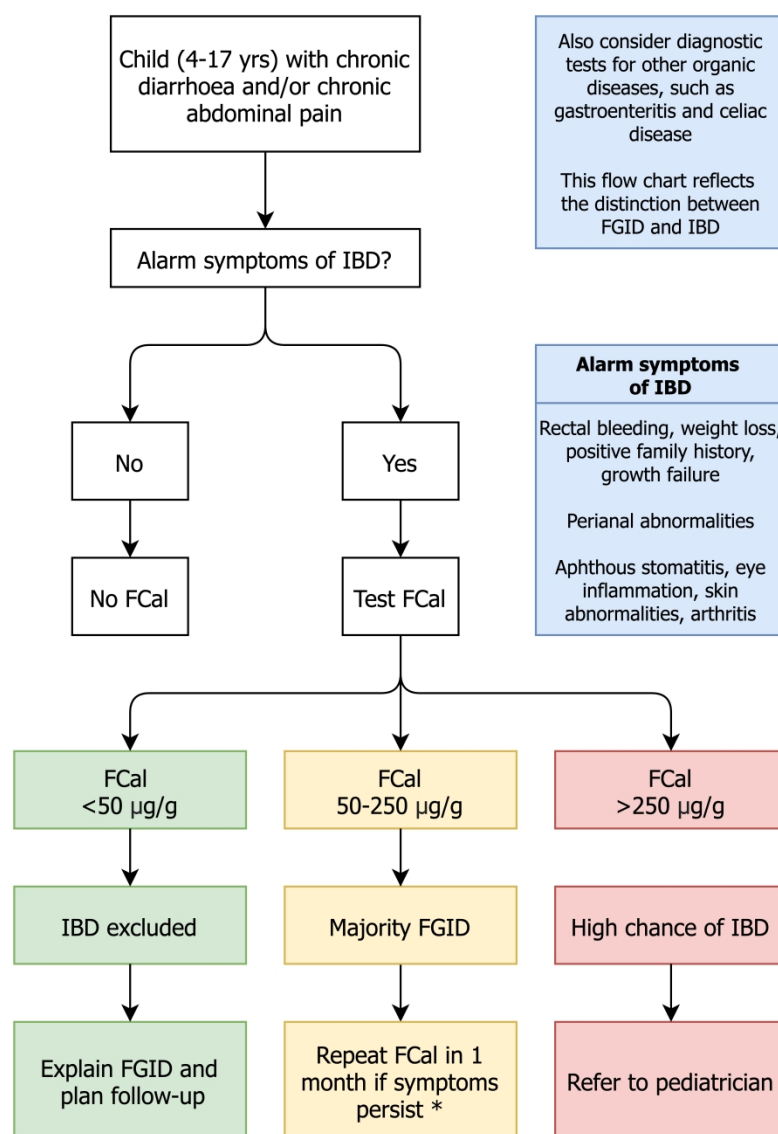 Child (4-17 yrs) with chronic
diarrhoea and/or chronic
abdominal pain
Also consider diagnostic
tests for other organic
diseases, such as
gastroenteritis and celiac
disease
This flow chart reflects
the distinction between
FGID and IBD
Alarm symptoms of IBD?
Alarm symptoms
of IBD
Rectal bleeding, weight loss,
positive family history,
growth failure
Perianal abnormalities
Aphthous stomatitis, eye
inflammation, skin
abnormalities, arthritis
No
Yes
No FCal
Test FCal
FCal
<50 µg/g
FCal
50-250 µg/g
FCal
>250 µg/g
IBD excluded
Majority FGID
High chance of IBD
Explain FGID and
plan follow-up
Repeat FCal in 1
month if symptoms
persist *
Refer to pediatrician